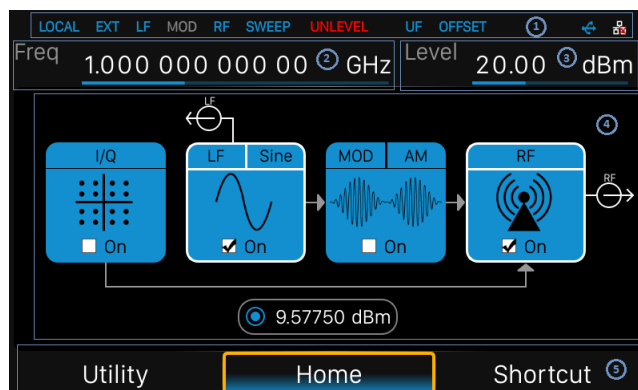 LOCAL EXT LF MOD RF SWEEP UNLEVEL UF OFFSET 1
Freq 1.000 000 000 00 2 GHz Level 20.00 3 dBm
LF 4
I/Q LF Sine MOD AM RF
RF
On On On On
9.57750 dBm
Utility Home Shortcut 5